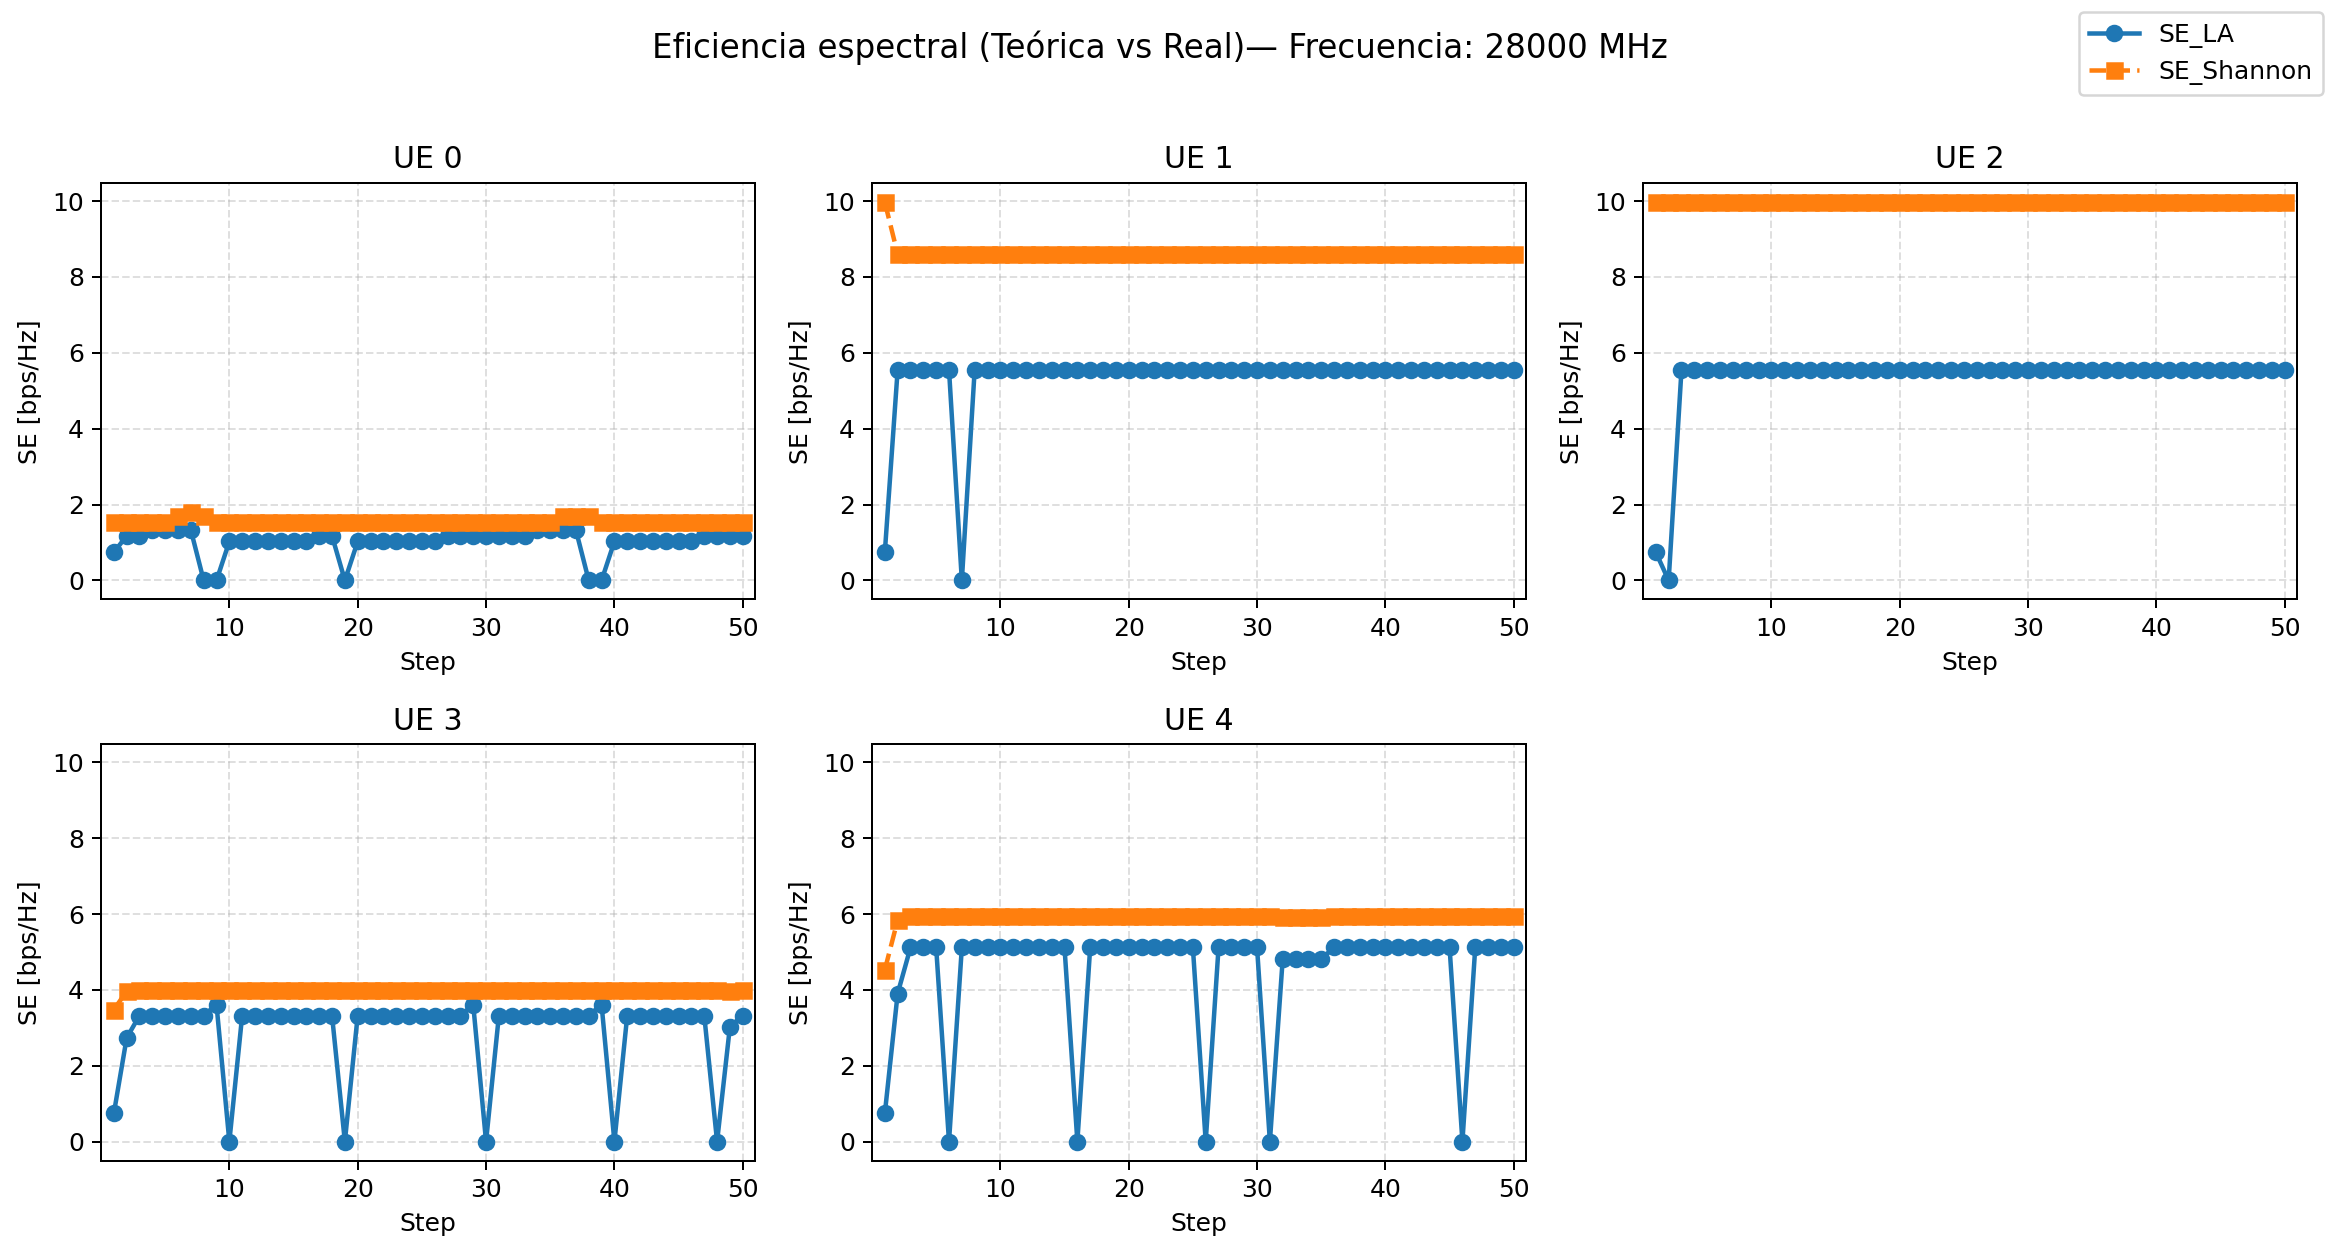 Eficiencia espectral (Teórica vs Real)— Frecuencia: 28000 MHz
SE_LA
SE_Shannon
UE 0
10
8
6
4
2
0
SE [bps/Hz]
10 20 30 40 50
Step
UE 1
10
8
6
4
2
0
SE [bps/Hz]
10 20 30 40 50
Step
UE 2
10
8
6
4
2
0
SE [bps/Hz]
10 20 30 40 50
Step
UE 3
10
8
6
4
2
0
SE [bps/Hz]
10 20 30 40 50
Step
UE 4
10
8
6
4
2
0
SE [bps/Hz]
10 20 30 40 50
Step